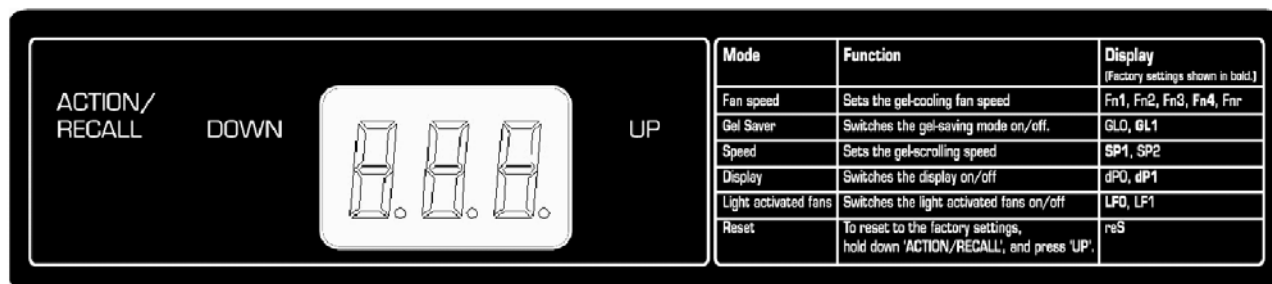 ACTION/
RECALL DOWN UP
Mode Function Display
(Factory settings shown in bold.)
Fan speed Sets the gel-cooling fan speed Fn1, Fn2, Fn3, Fn4, Fnr
Gel Saver Switches the gel-saving mode on/off. GL0, GL1
Speed Sets the gel-scrolling speed SP1, SP2
Display Switches the display on/off dP0, dP1
Light activated fans Switches the light activated fans on/off LF0, LF1
Reset To reset to the factory settings, reS
hold down 'ACTION/RECALL', and press 'UP'.